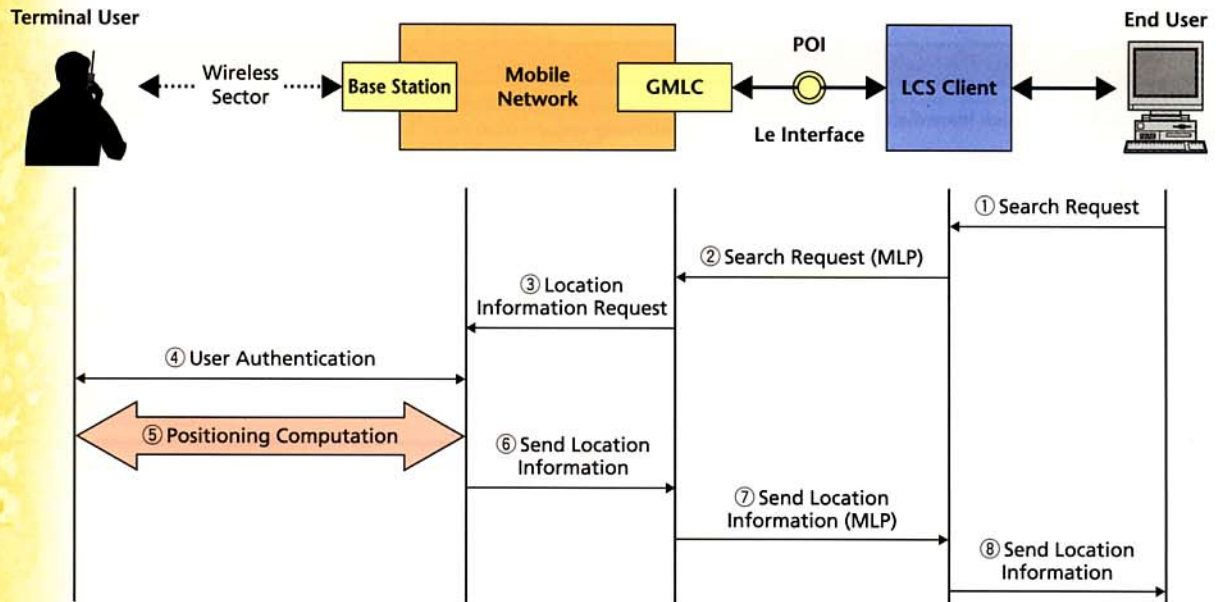 Terminal User
End User
Wireless
Sector
Base Station
Mobile
Network
GMLC
POI
Le Interface
LCS Client
① Search Request
② Search Request (MLP)
③ Location
Information Request
④ User Authentication
⑤ Positioning Computation
⑥ Send Location
Information
⑦ Send Location
Information (MLP)
⑧ Send Location
Information